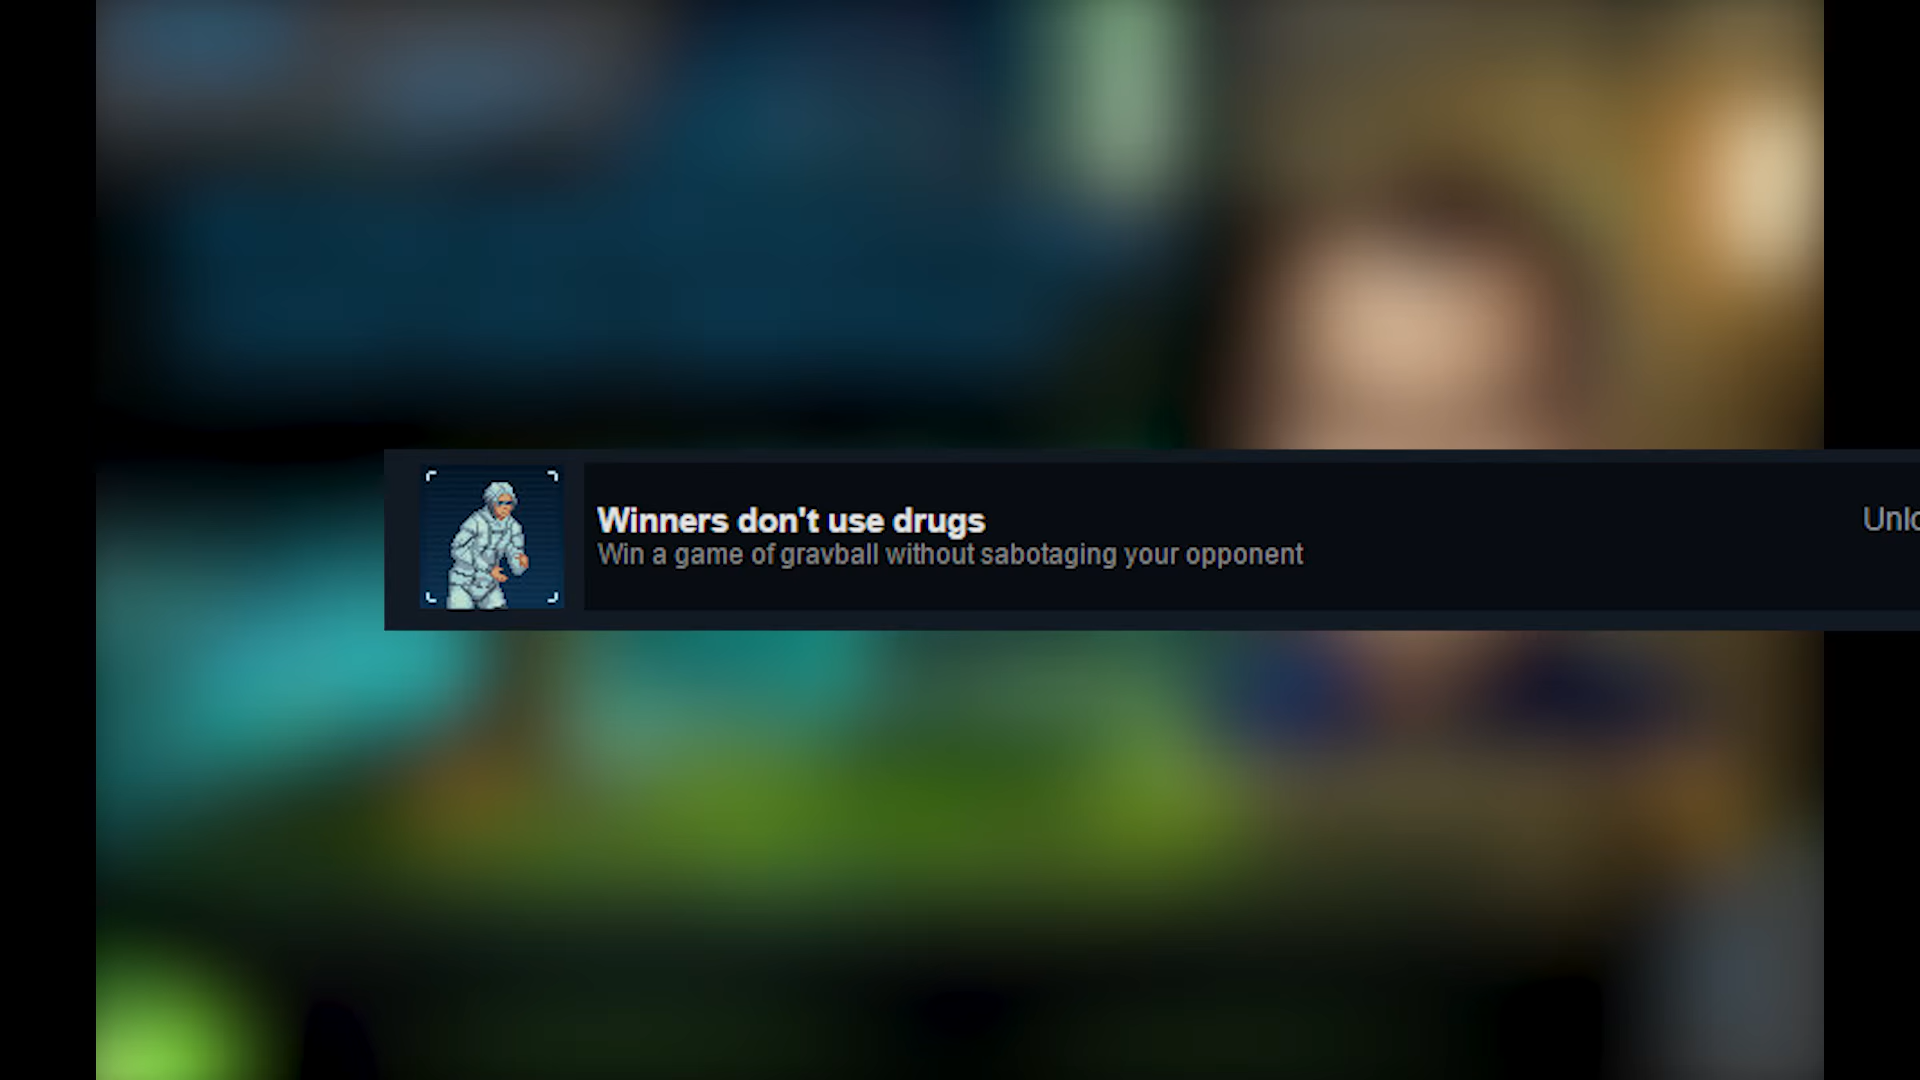 Winners don't use drugs
Win a game of gravball without sabotaging your opponent